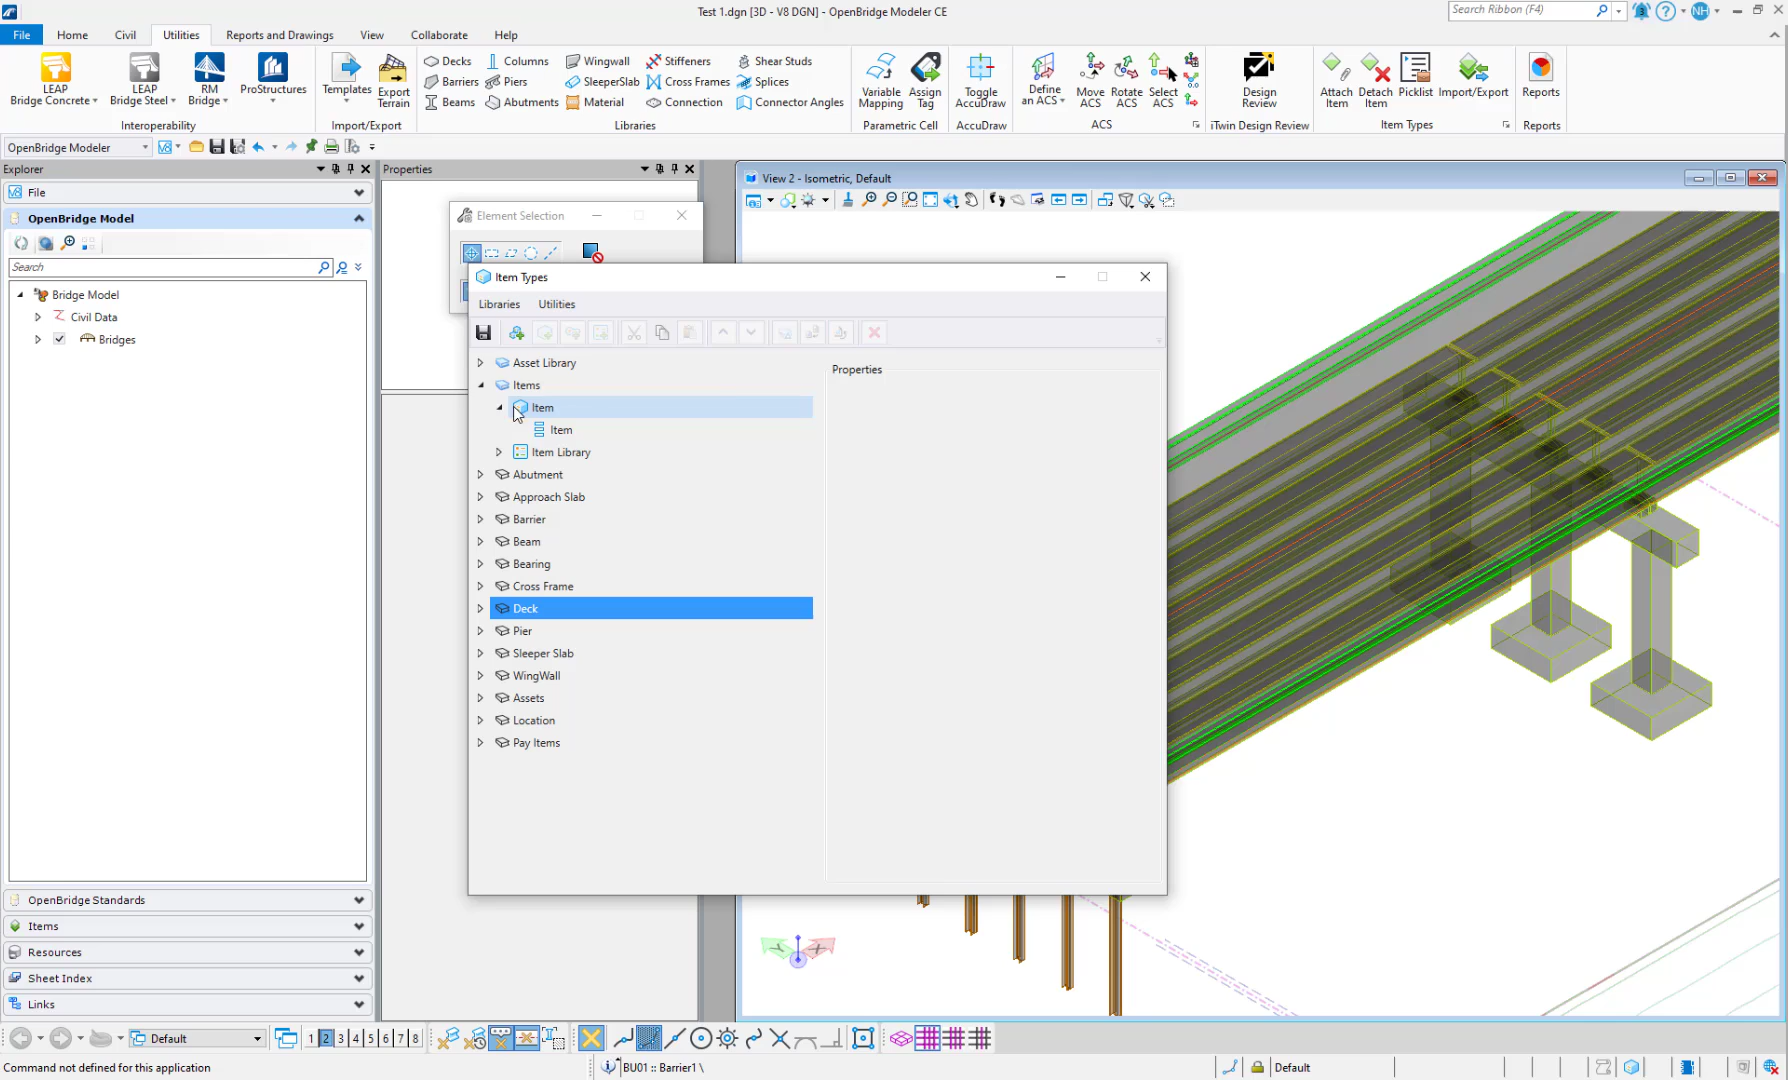 Test 1.dgn [3D - V8 DGN] - OpenBridge Modeler CE
Search Ribbon (F4)
NH
File Home Civil Utilities Reports and Drawings View Collaborate Help
LEAP Bridge Concrete
LEAP Bridge Steel
RM Bridge
ProStructures
Interoperability
Templates
Export Terrain
Import/Export
Decks Columns Wingwall Stiffeners Shear Studs
Barriers Piers SleeperSlab Cross Frames Splices
Beams Abutments Material Connection Connector Angles
Libraries
Variable Mapping
Assign Tag
Parametric Cell
Toggle AccuDraw
AccuDraw
Define an ACS
Move ACS
Rotate ACS
Select ACS
ACS
Design Review
iTwin Design Review
Attach Item
Detach Item
Picklist
Import/Export
Item Types
Reports
Reports
OpenBridge Modeler
Explorer
File
OpenBridge Model
Search
Bridge Model
Civil Data
Bridges
OpenBridge Standards
Items
Resources
Sheet Index
Links
Properties
Element Selection
Item Types
Libraries Utilities
Asset Library
Items
Item
Item
Item Library
Abutment
Approach Slab
Barrier
Beam
Bearing
Cross Frame
Deck
Pier
Sleeper Slab
WingWall
Assets
Location
Pay Items
Properties
View 2 - Isometric, Default
Default
1 2 3 4 5 6 7 8
Command not defined for this application
BU01 :: Barrier1 \
Default